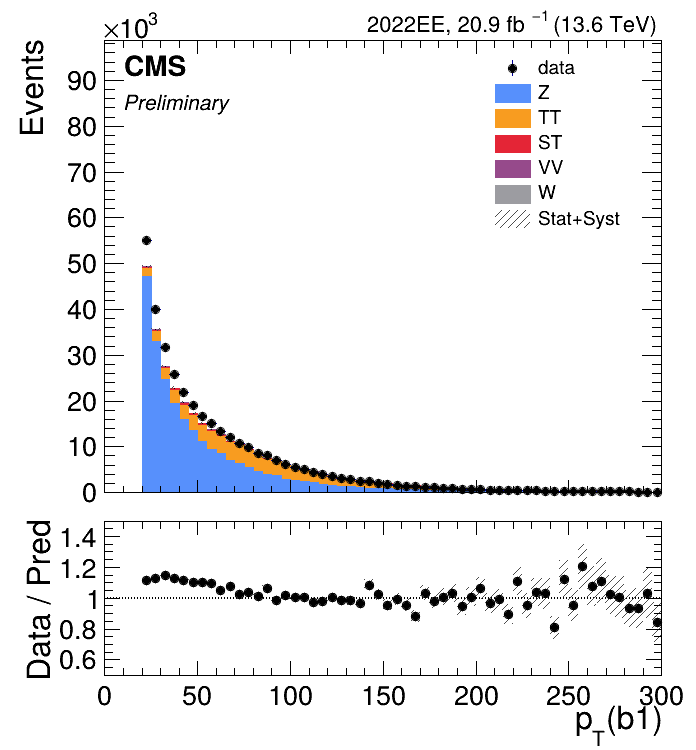 ×10³
2022EE, 20.9 fb⁻¹ (13.6 TeV)
Events
CMS
Preliminary
data
Z
TT
ST
VV
W
Stat+Syst
90
80
70
60
50
40
30
20
10
0
Data / Pred
1.4
1.2
1
0.8
0.6
0 50 100 150 200 250 300
p_T(b1)